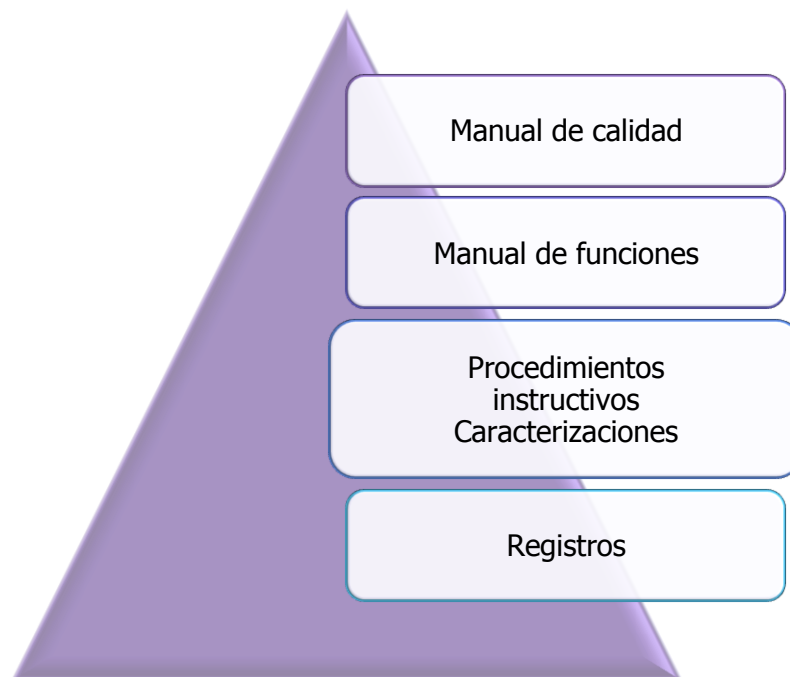 Manual de calidad
Manual de funciones
Procedimientos
instructivos
Caracterizaciones
Registros